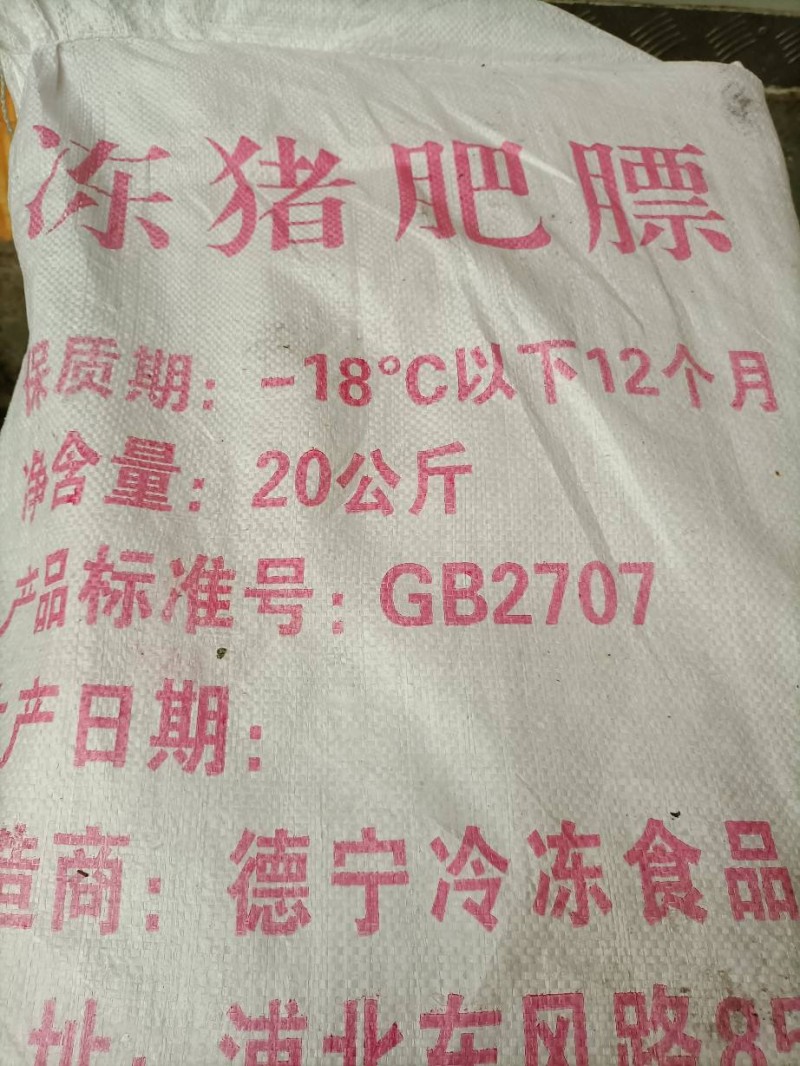 冻猪肥膘
保质期：-18°C以下12个月
净含量：20公斤
产品标准号：GB2707
生产日期：
造商：德宁冷冻食品
址：浦北东风路85